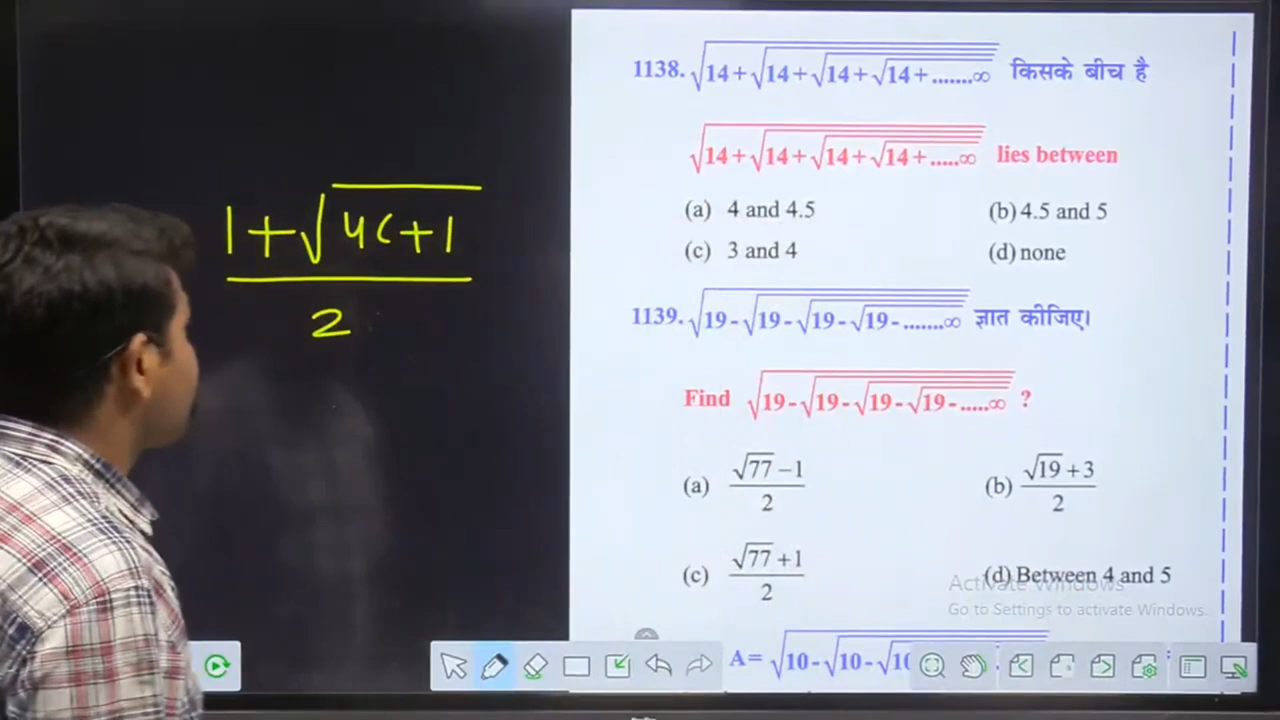 1+√4C+1
2
1138. √14+√14+√14+√14+.......∞ किसके बीच है
√14+√14+√14+√14+.....∞ lies between
(a) 4 and 4.5 (b) 4.5 and 5
(c) 3 and 4 (d) none
1139. √19-√19-√19-√19-.......∞ ज्ञात कीजिए।
Find √19-√19-√19-√19-.....∞ ?
(a) √77-1/2 (b) √19+3/2
(c) √77+1/2 (d) Between 4 and 5
Activate Windows
Go to Settings to activate Windows.
A= √10-√10-√10